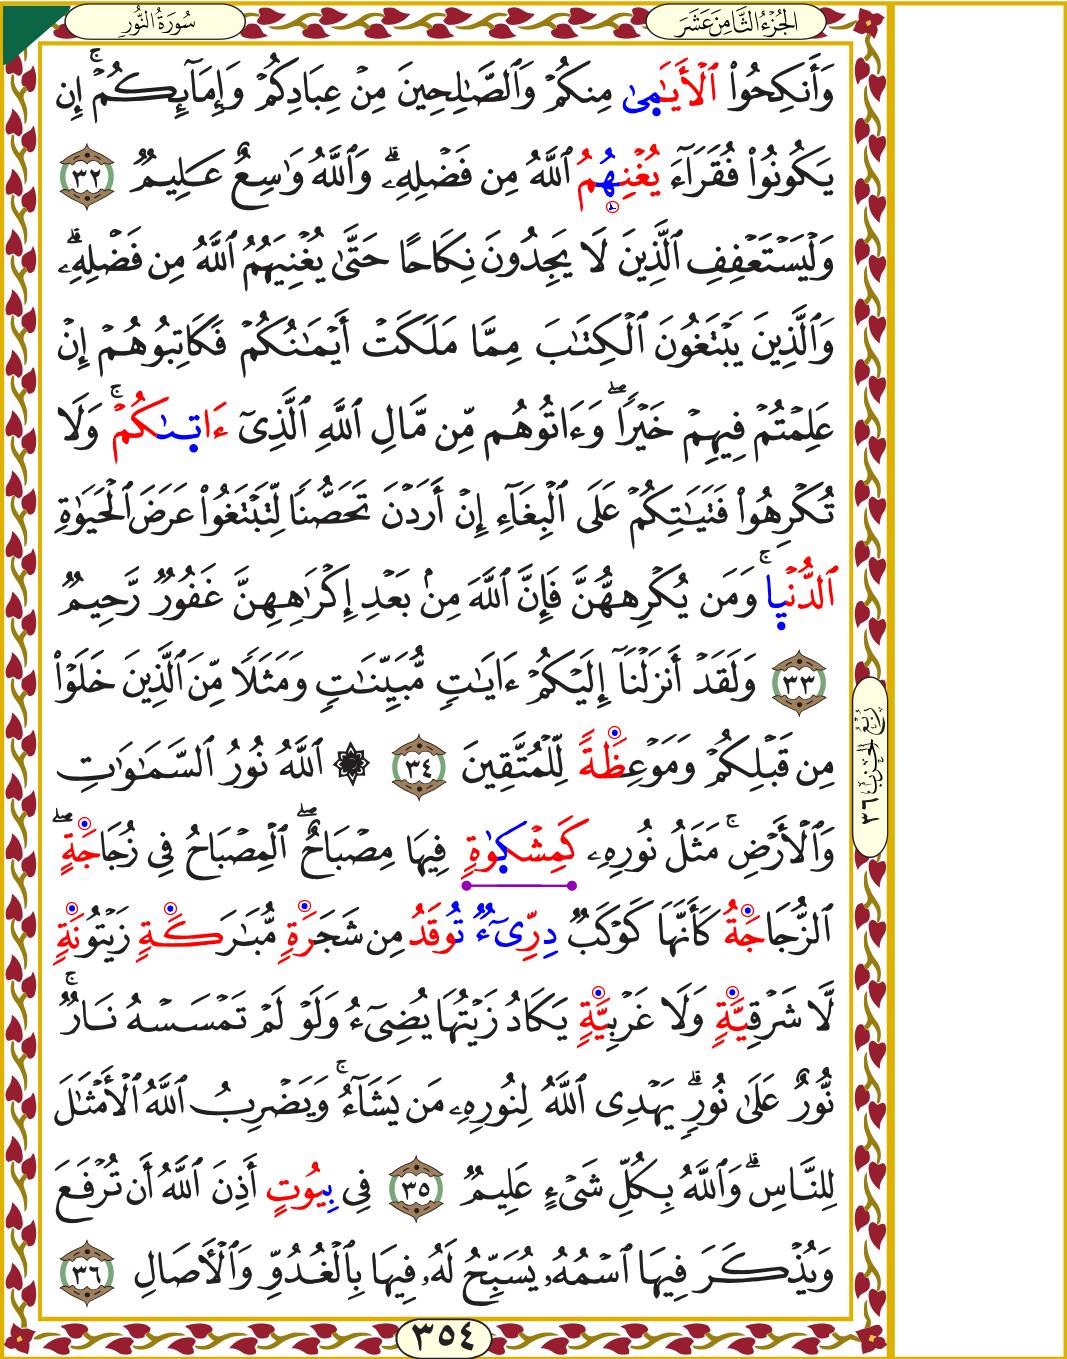 سُورَةُ النُّورِ
الجُزْءُ الثَّامِنَ عَشَرَ
وَأَنكِحُوا۟ ٱلْأَيَـٰمِىٰ مِنكُمْ وَٱلصَّـٰلِحِينَ مِنْ عِبَادِكُمْ وَإِمَآئِكُمْ ۚ إِن
يَكُونُوا۟ فُقَرَآءَ يُغْنِهُمُ ٱللَّهُ مِن فَضْلِهِۦ ۗ وَٱللَّهُ وَٰسِعٌ عَلِيمٌ ٣٢
وَلْيَسْتَعْفِفِ ٱلَّذِينَ لَا يَجِدُونَ نِكَاحًا حَتَّىٰ يُغْنِيَهُمُ ٱللَّهُ مِن فَضْلِهِۦ ۗ
وَٱلَّذِينَ يَبْتَغُونَ ٱلْكِتَـٰبَ مِمَّا مَلَكَتْ أَيْمَـٰنُكُمْ فَكَاتِبُوهُمْ إِنْ
عَلِمْتُمْ فِيهِمْ خَيْرًا ۖ وَءَاتُوهُم مِّن مَّالِ ٱللَّهِ ٱلَّذِىٓ ءَاتِىٰكُمْ ۚ وَلَا
تُكْرِهُوا۟ فَتَيَـٰتِكُمْ عَلَى ٱلْبِغَآءِ إِنْ أَرَدْنَ تَحَصُّنًا لِّتَبْتَغُوا۟ عَرَضَ ٱلْحَيَوٰةِ
ٱلدُّنْيِا ۚ وَمَن يُكْرِههُّنَّ فَإِنَّ ٱللَّهَ مِنۢ بَعْدِ إِكْرَٰهِهِنَّ غَفُورٌ رَّحِيمٌ
٣٣ وَلَقَدْ أَنزَلْنَآ إِلَيْكُمْ ءَايَـٰتٍ مُّبَيِّنَـٰتٍ وَمَثَلًا مِّنَ ٱلَّذِينَ خَلَوْا۟
مِن قَبْلِكُمْ وَمَوْعِظَةً لِّلْمُتَّقِينَ ٣٤ ۞ ٱللَّهُ نُورُ ٱلسَّمَـٰوَٰتِ
وَٱلْأَرْضِ ۚ مَثَلُ نُورِهِۦ كَمِشْكِوٰةٍ فِيهَا مِصْبَاحٌ ۖ ٱلْمِصْبَاحُ فِى زُجَاجَةٍ ۖ
ٱلزُّجَاجَةُ كَأَنَّهَا كَوْكَبٌ دِرِّىٓءٌ تُوقَدُ مِن شَجَرَةٍ مُّبَـٰرَكَةٍ زَيْتُونَةٍ
لَّا شَرْقِيَّةٍ وَلَا غَرْبِيَّةٍ يَكَادُ زَيْتُهَا يُضِىٓءُ وَلَوْ لَمْ تَمْسَسْهُ نَارٌ ۚ
نُّورٌ عَلَىٰ نُورٍ ۗ يَهْدِى ٱللَّهُ لِنُورِهِۦ مَن يَشَآءُ ۚ وَيَضْرِبُ ٱللَّهُ ٱلْأَمْثَـٰلَ
لِلنَّاسِ ۗ وَٱللَّهُ بِكُلِّ شَىْءٍ عَلِيمٌ ٣٥ فِى بِيُوتٍ أَذِنَ ٱللَّهُ أَن تُرْفَعَ
وَيُذْكَرَ فِيهَا ٱسْمُهُۥ يُسَبِّحُ لَهُۥ فِيهَا بِٱلْغُدُوِّ وَٱلْأَصَالِ ٣٦
رُبْعُ الحِزْبِ ٣٦
٣٥٤